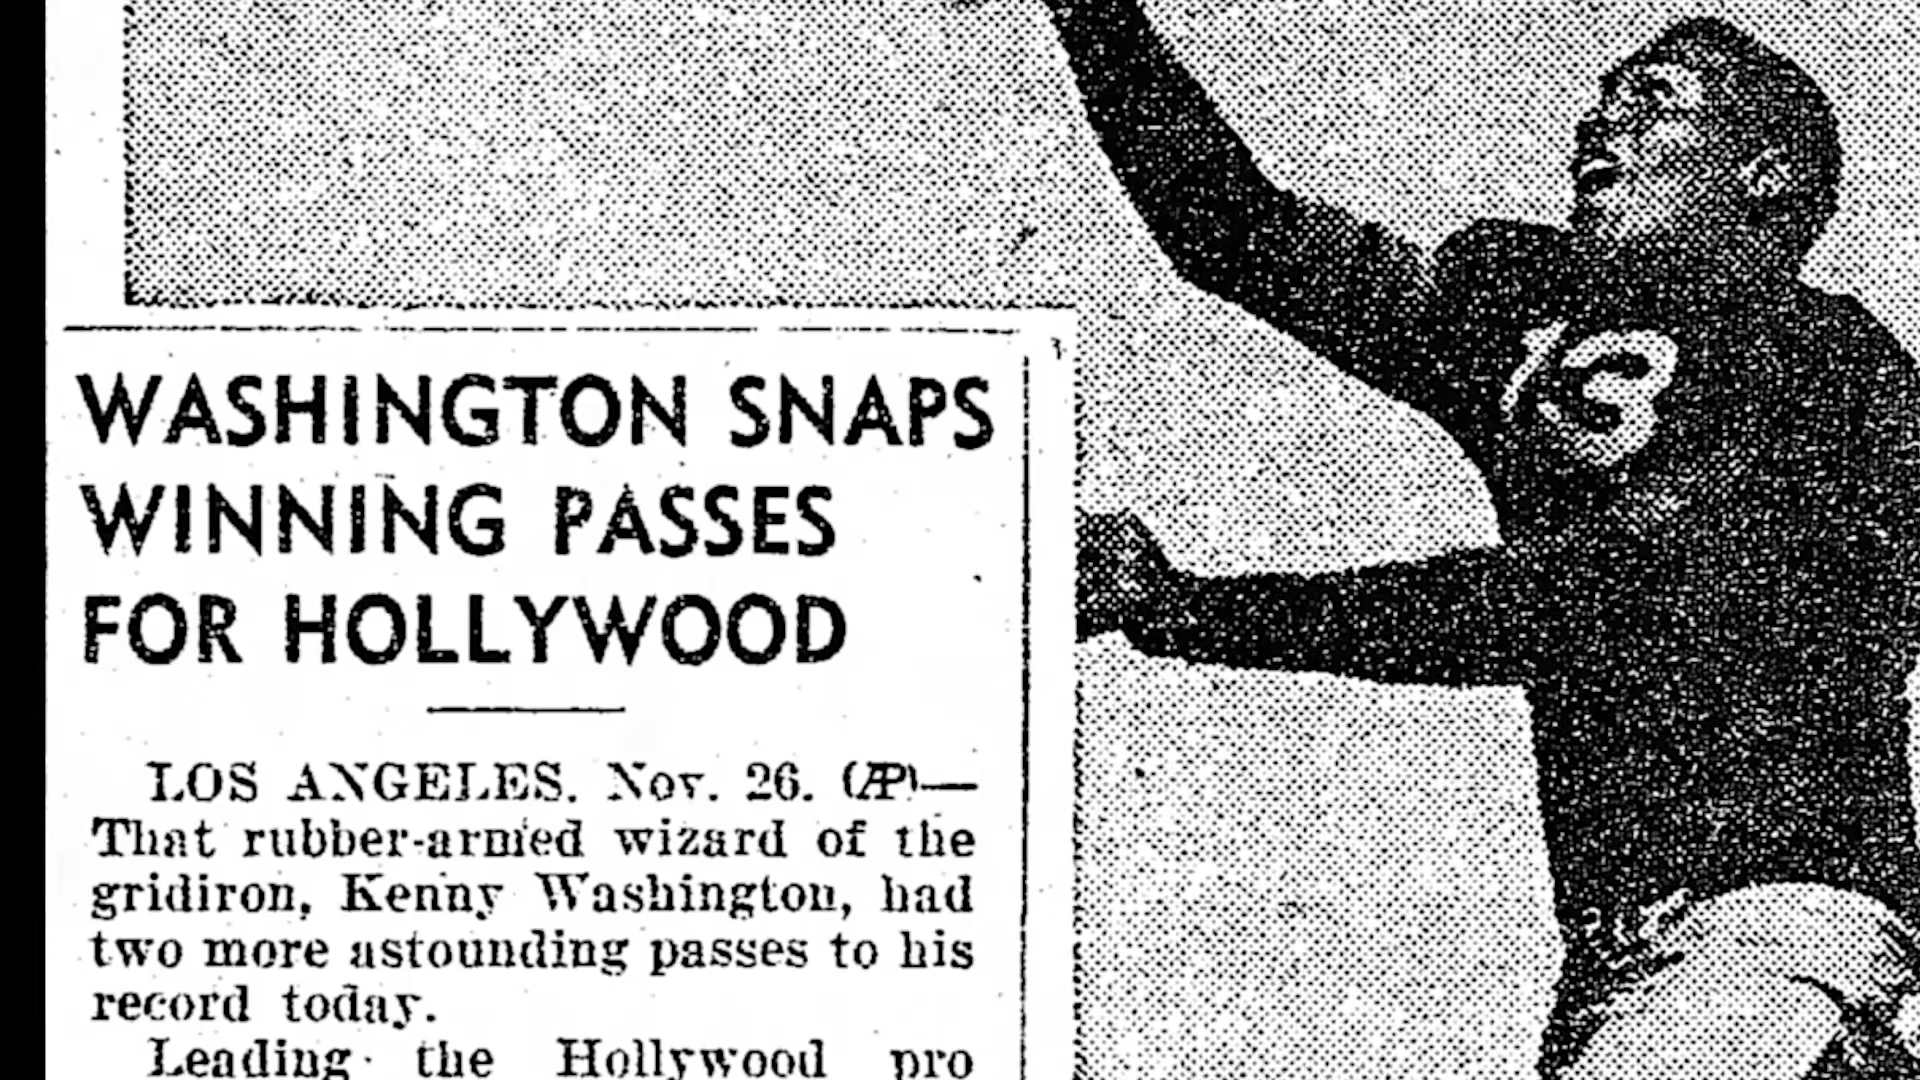 WASHINGTON SNAPS
WINNING PASSES
FOR HOLLYWOOD
LOS ANGELES. Nov. 26. (AP)—
That rubber-armed wizard of the
gridiron, Kenny Washington, had
two more astounding passes to his
record today.
Leading the Hollywood pro
13